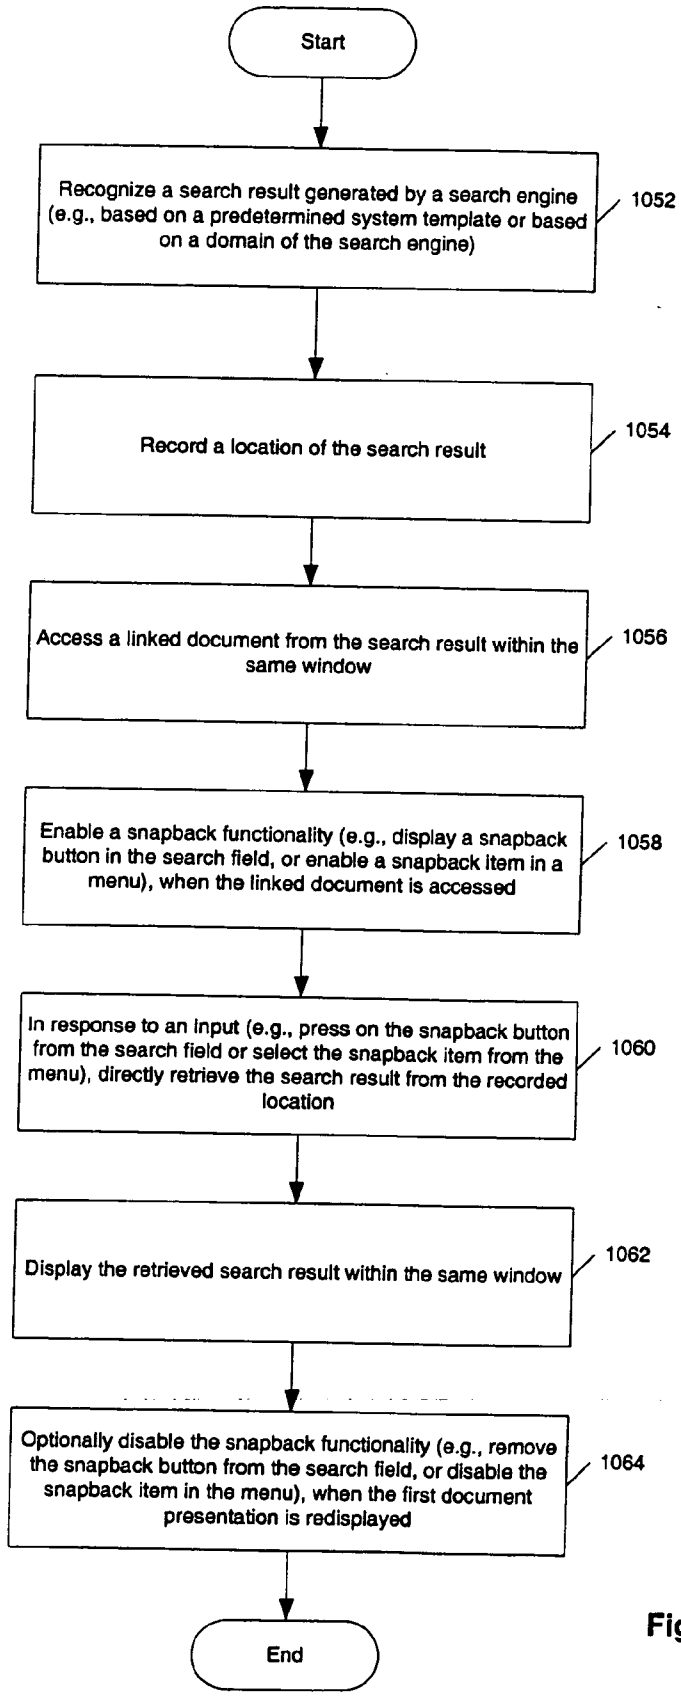 Start
Recognize a search result generated by a search engine
(e.g., based on a predetermined system template or based
on a domain of the search engine)
1052
Record a location of the search result
1054
Access a linked document from the search result within the
same window
1056
Enable a snapback functionality (e.g., display a snapback
button in the search field, or enable a snapback item in a
menu), when the linked document is accessed
1058
In response to an input (e.g., press on the snapback button
from the search field or select the snapback item from the
menu), directly retrieve the search result from the recorded
location
1060
Display the retrieved search result within the same window
1062
Optionally disable the snapback functionality (e.g., remove
the snapback button from the search field, or disable the
snapback item in the menu), when the first document
presentation is redisplayed
1064
End